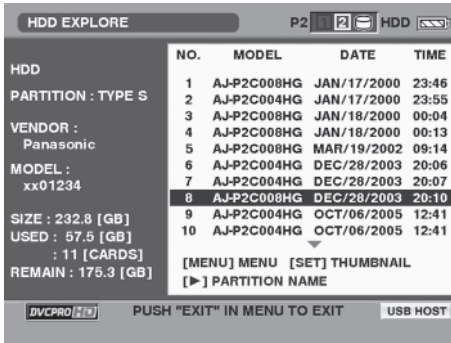 HDD EXPLORE
P2 1 2 HDD
HDD
PARTITION : TYPE S
VENDOR :
Panasonic
MODEL :
xx01234
SIZE : 232.8 [GB]
USED : 57.5 [GB]
: 11 [CARDS]
REMAIN : 175.3 [GB]
NO. MODEL DATE TIME
1 AJ-P2C008HG JAN/17/2000 23:46
2 AJ-P2C004HG JAN/17/2000 23:55
3 AJ-P2C008HG JAN/18/2000 00:04
4 AJ-P2C008HG JAN/18/2000 00:13
5 AJ-P2C008HG MAR/19/2002 09:14
6 AJ-P2C004HG DEC/28/2003 20:06
7 AJ-P2C004HG DEC/28/2003 20:07
8 AJ-P2C008HG DEC/28/2003 20:10
9 AJ-P2C004HG OCT/06/2005 12:41
10 AJ-P2C004HG OCT/06/2005 12:41
[MENU] MENU [SET] THUMBNAIL
[▶] PARTITION NAME
DVCPRO HD PUSH "EXIT" IN MENU TO EXIT USB HOST